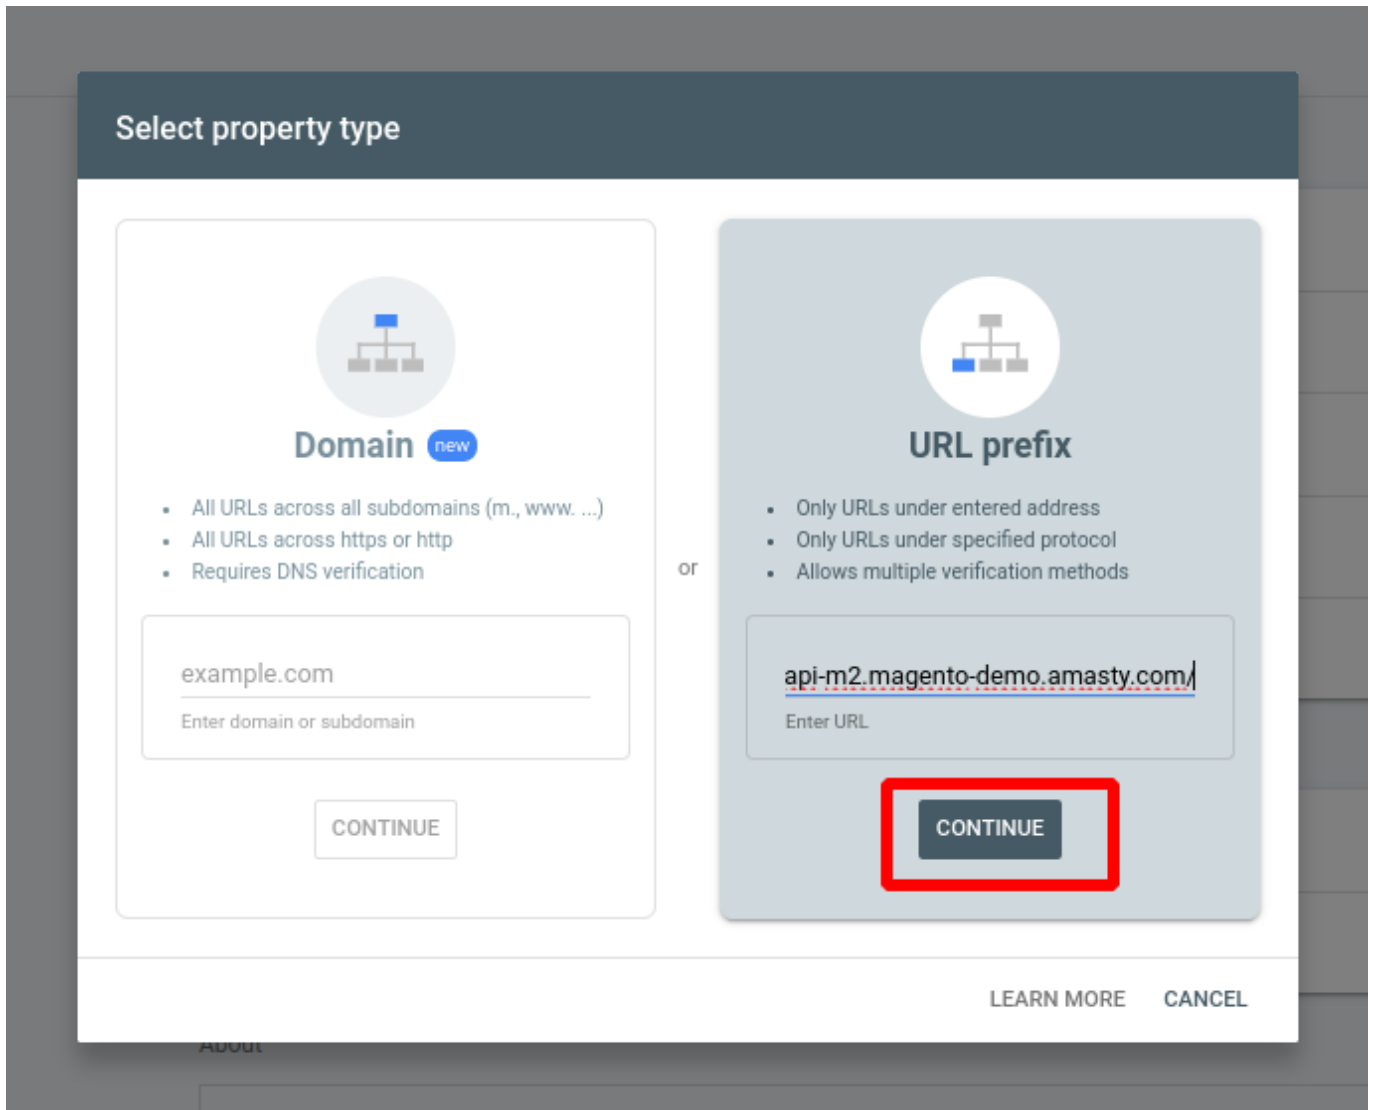 Select property type
Domain new
All URLs across all subdomains (m., www. ...)
All URLs across https or http
Requires DNS verification
example.com
Enter domain or subdomain
CONTINUE
or
URL prefix
Only URLs under entered address
Only URLs under specified protocol
Allows multiple verification methods
api-m2.magento-demo.amasty.com/
Enter URL
CONTINUE
LEARN MORE CANCEL
About